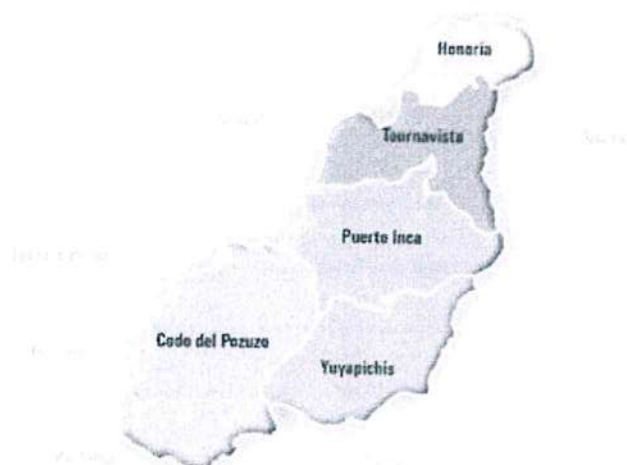 Honoria
Tournavista
Puerto Inca
Codo del Pozuzo
Yuyapichis